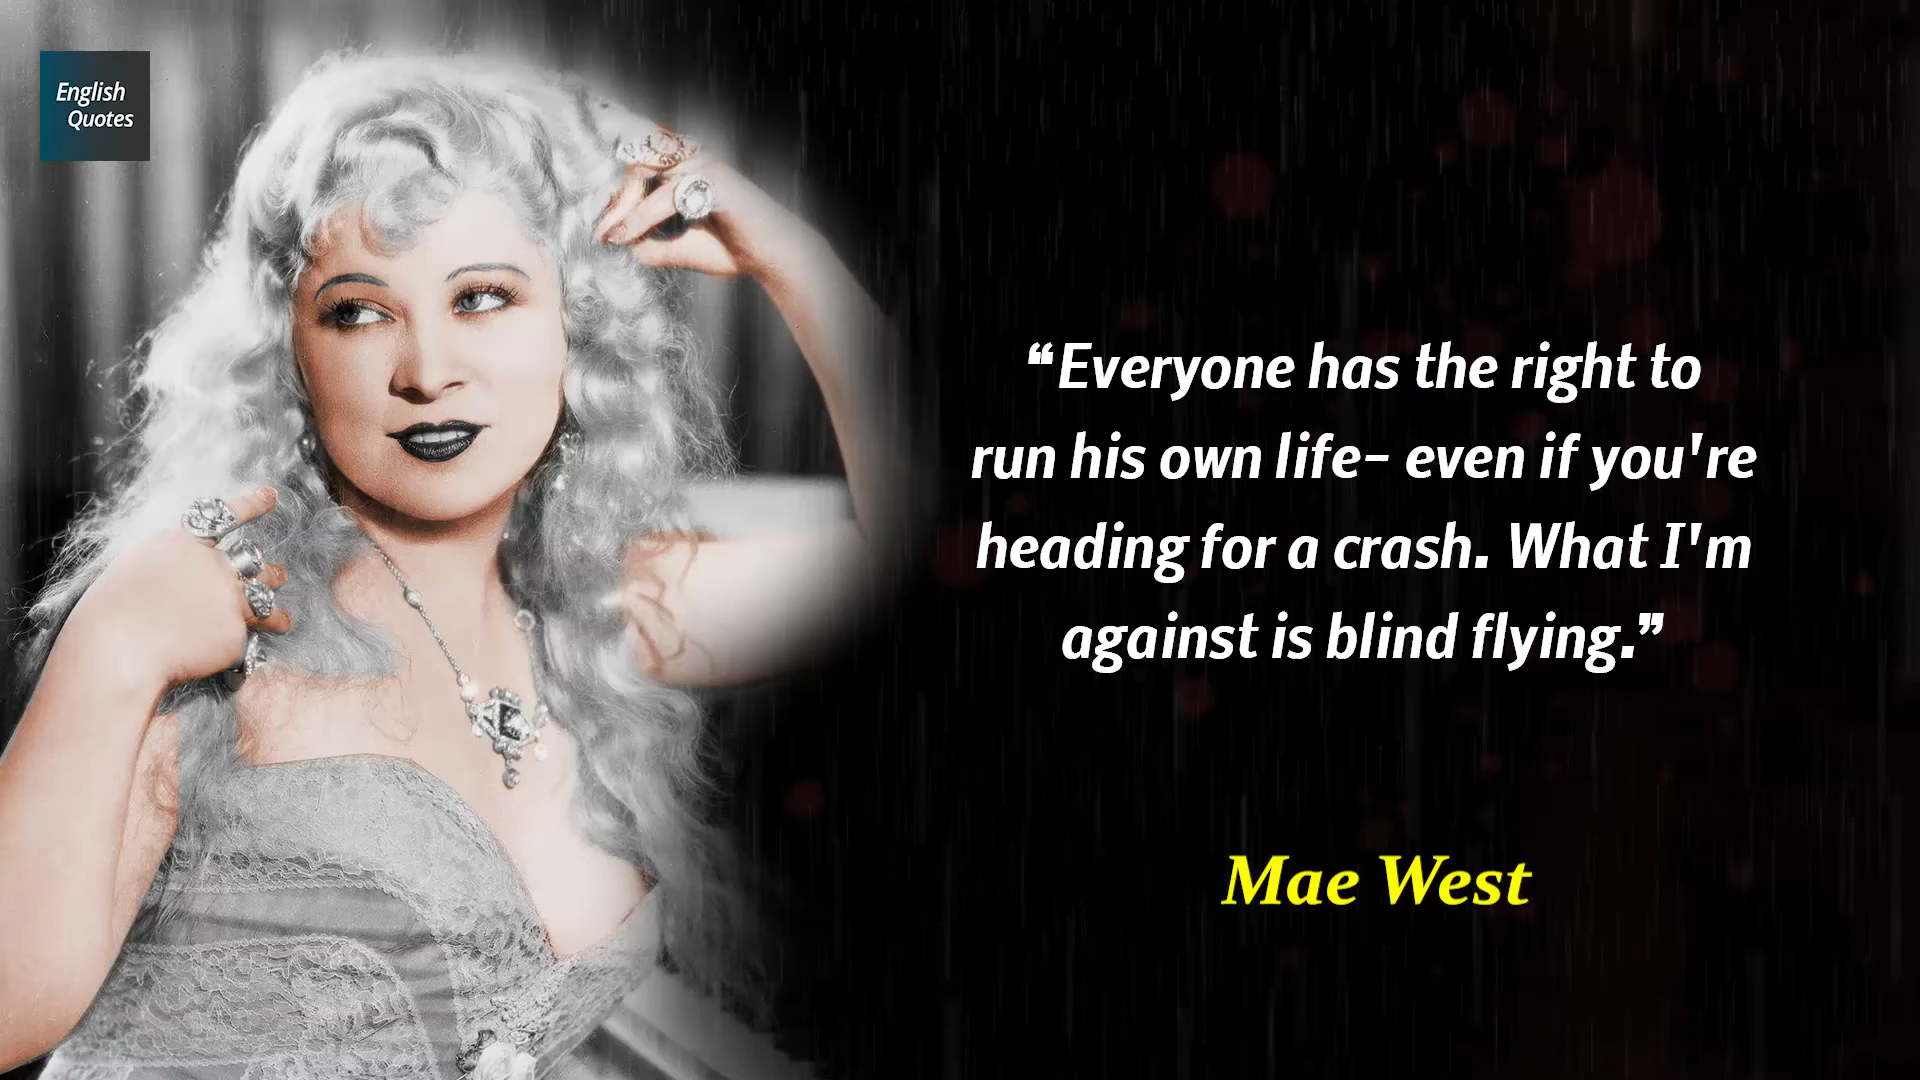 English
Quotes
❝Everyone has the right to
run his own life- even if you're
heading for a crash. What I'm
against is blind flying.❞
Mae West